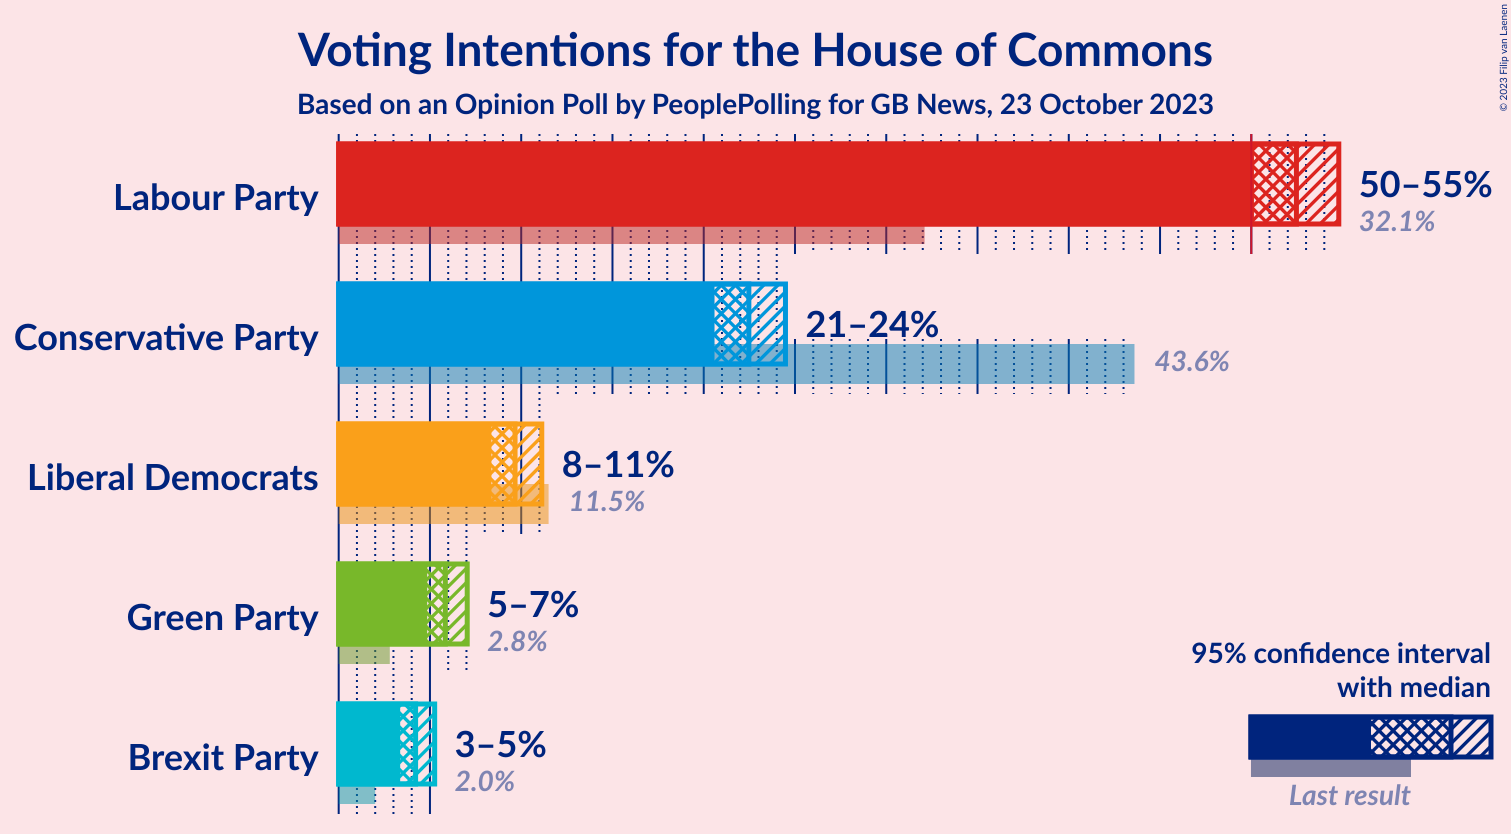 © 2023 Filip van Laenen
Voting Intentions for the House of Commons
Based on an Opinion Poll by PeoplePolling for GB News, 23 October 2023
Labour Party
50–55%
32.1%
Conservative Party
21–24%
43.6%
Liberal Democrats
8–11%
11.5%
Green Party
5–7%
2.8%
Brexit Party
3–5%
2.0%
95% confidence interval
with median
Last result